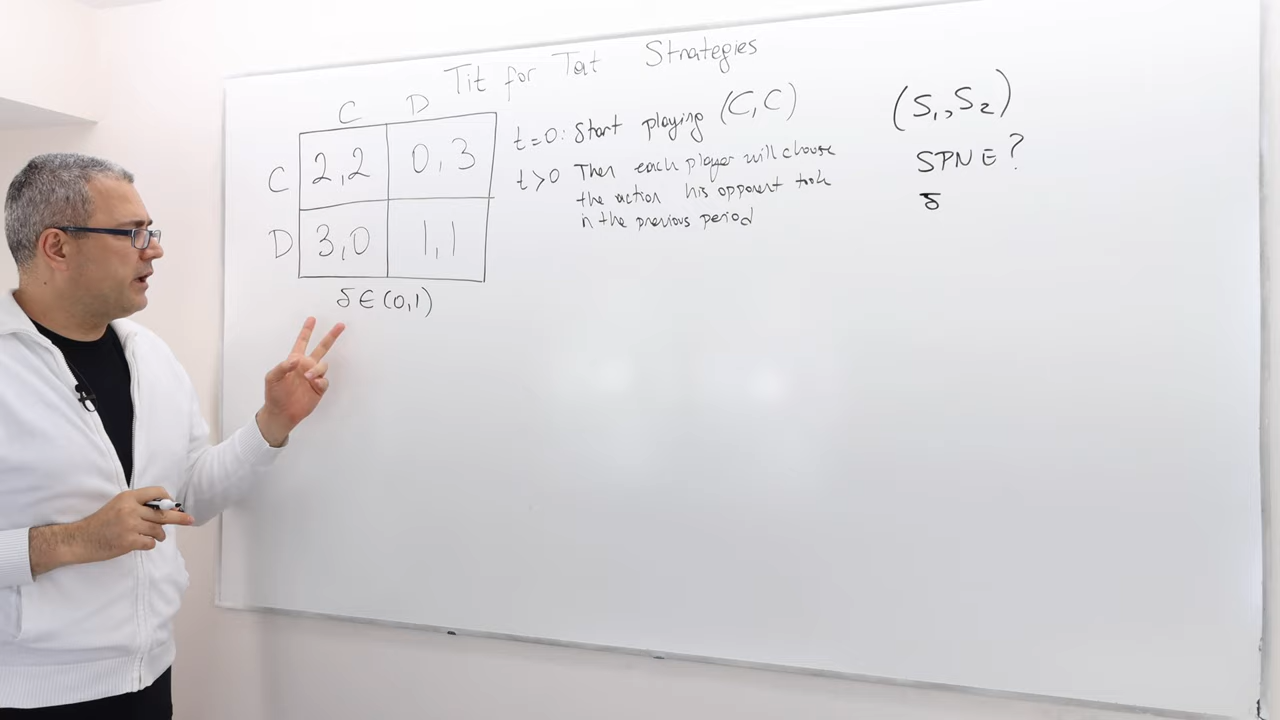 Tit for Tat Strategies
C D
C 2,2 0,3
D 3,0 1,1
δ ∈ (0,1)
t=0: Start playing (C,C)
t>0 Then each player will choose
the action his opponent took
in the previous period
(S₁, S₂)
SPNE?
δ